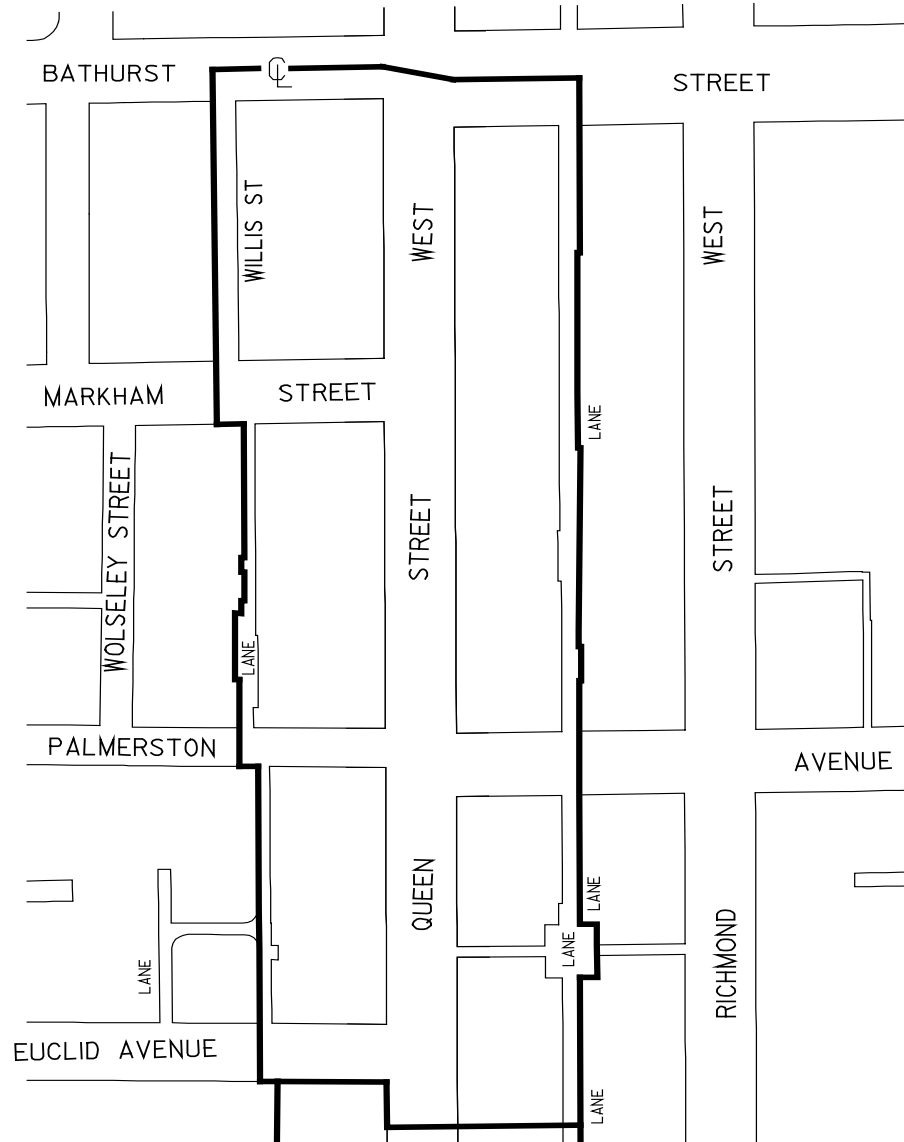 BATHURST STREET
CL
WILLIS ST
WEST
WEST
MARKHAM STREET
LANE
WOLSELEY STREET
STREET
STREET
LANE
PALMERSTON AVENUE
QUEEN
LANE
RICHMOND
LANE
LANE
EUCLID AVENUE
LANE